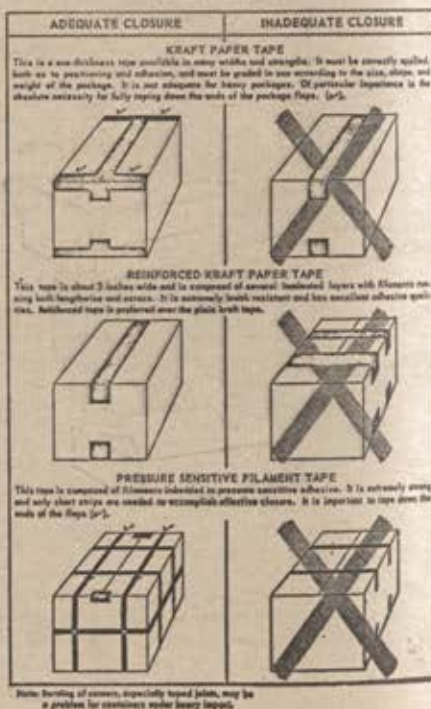 ADEQUATE CLOSURE INADEQUATE CLOSURE
KRAFT PAPER TAPE
This is a one-thickness tape available in many widths and strengths. It must be correctly applied,
both as to positioning and adhesion, and must be graded in use according to the size, shape, and
weight of the package. It is not adequate for heavy packages. Of particular importance is the
absolute necessity for fully taping down the ends of the package flaps.
REINFORCED KRAFT PAPER TAPE
This tape is about 3 inches wide and is composed of several laminated layers with filaments run-
ning both lengthwise and across. It is extremely resistant and has excellent adhesive quali-
ties. Reinforced tape is preferred over the plain kraft tape.
PRESSURE SENSITIVE FILAMENT TAPE
This tape is composed of filaments imbedded in pressure sensitive adhesive. It is extremely strong
and only short strips are needed to accomplish effective closure. It is important to tape down the
ends of the flaps
Note: Bursting of corners, especially taped joints, may be
a problem for containers under heavy impact.